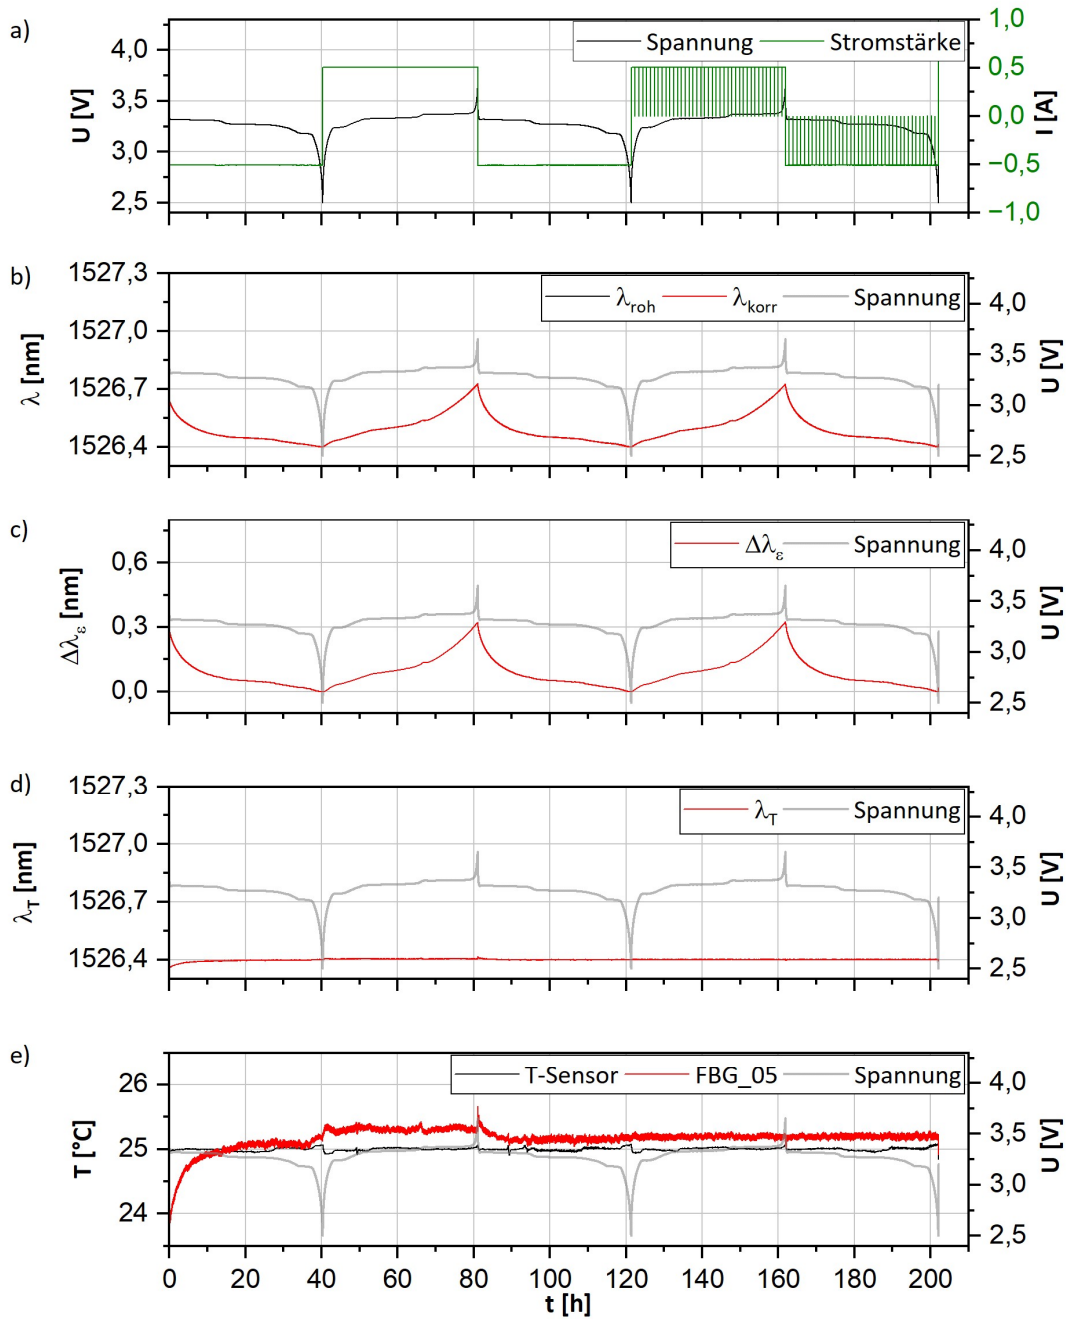 a)
Spannung Stromstärke
4,0
3,5
3,0
2,5
U [V]
1,0
0,5
0,0
−0,5
−1,0
I [A]
b)
λroh λkorr Spannung
1527,3
1527,0
1526,7
1526,4
λ [nm]
4,0
3,5
3,0
2,5
U [V]
c)
Δλε Spannung
0,6
0,3
0,0
Δλε [nm]
4,0
3,5
3,0
2,5
U [V]
d)
λT Spannung
1527,3
1527,0
1526,7
1526,4
λT [nm]
4,0
3,5
3,0
2,5
U [V]
e)
T-Sensor FBG_05 Spannung
26
25
24
T [°C]
4,0
3,5
3,0
2,5
U [V]
0 20 40 60 80 100 120 140 160 180 200
t [h]